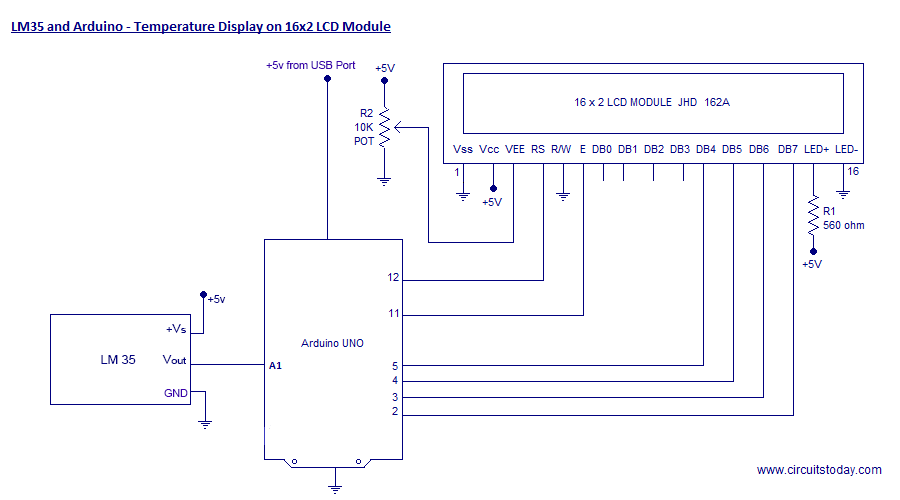 LM35 and Arduino - Temperature Display on 16x2 LCD Module
+5v from USB Port
+5V
R2
10K
POT
16 x 2 LCD MODULE JHD 162A
Vss Vcc VEE RS R/W E DB0 DB1 DB2 DB3 DB4 DB5 DB6 DB7 LED+ LED-
1
16
+5V
R1
560 ohm
+5V
12
11
+5v
+Vs
LM 35
Vout
GND
A1
Arduino UNO
5
4
3
2
www.circuitstoday.com